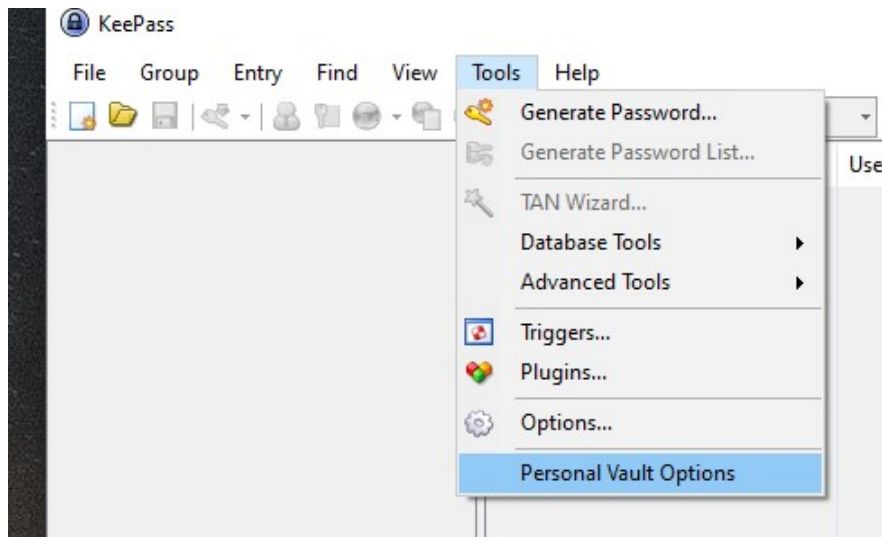 KeePass
File Group Entry Find View Tools Help
Generate Password...
Generate Password List...
Use
TAN Wizard...
Database Tools
Advanced Tools
Triggers...
Plugins...
Options...
Personal Vault Options